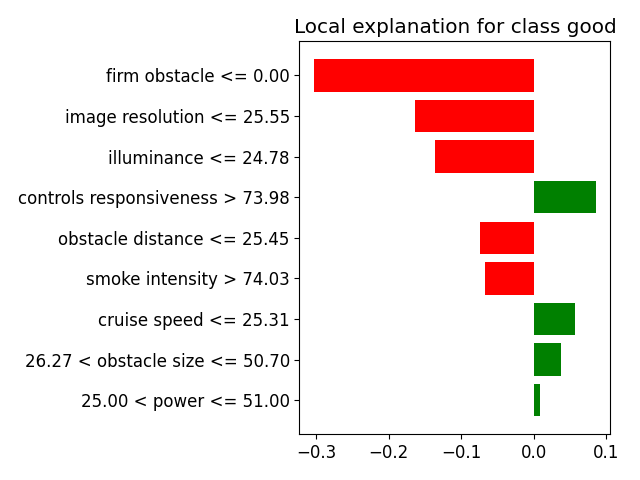 Local explanation for class good
firm obstacle <= 0.00
image resolution <= 25.55
illuminance <= 24.78
controls responsiveness > 73.98
obstacle distance <= 25.45
smoke intensity > 74.03
cruise speed <= 25.31
26.27 < obstacle size <= 50.70
25.00 < power <= 51.00
−0.3 −0.2 −0.1 0.0 0.1